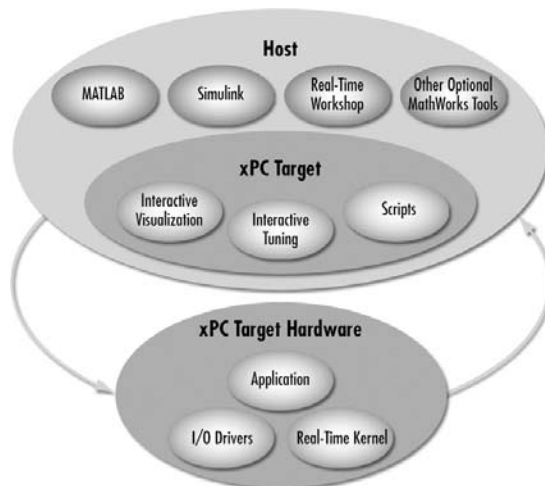 Host
MATLAB
Simulink
Real-Time
Workshop
Other Optional
MathWorks Tools
xPC Target
Interactive
Visualization
Interactive
Tuning
Scripts
xPC Target Hardware
Application
I/O Drivers
Real-Time Kernel